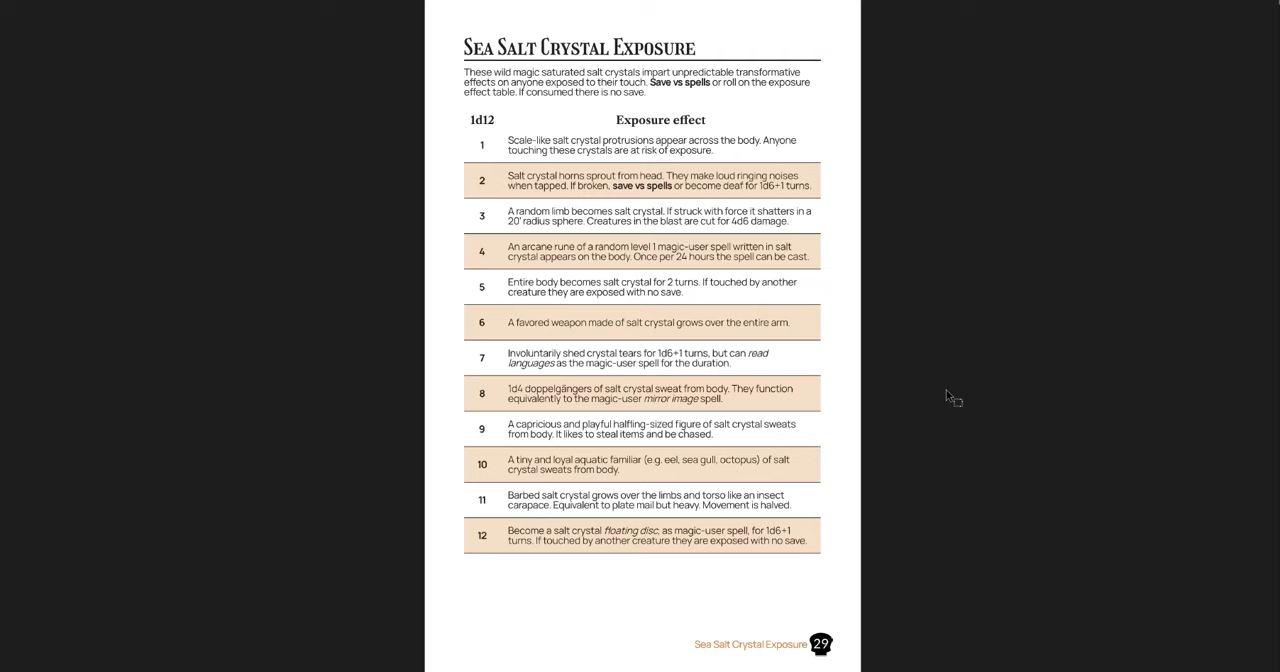 Sea Salt Crystal Exposure
These wild magic saturated salt crystals impart unpredictable transformative
effects on anyone exposed to their touch. Save vs spells or roll on the exposure
effect table. If consumed there is no save.
1d12 Exposure effect
1 Scale-like salt crystal protrusions appear across the body. Anyone
touching these crystals are at risk of exposure.
2 Salt crystal horns sprout from head. They make loud ringing noises
when tapped. If broken, save vs spells or become deaf for 1d6+1 turns.
3 A random limb becomes salt crystal. If struck with force it shatters in a
20' radius sphere. Creatures in the blast are cut for 4d6 damage.
4 An arcane rune of a random level 1 magic-user spell written in salt
crystal appears on the body. Once per 24 hours the spell can be cast.
5 Entire body becomes salt crystal for 2 turns. If touched by another
creature they are exposed with no save.
6 A favored weapon made of salt crystal grows over the entire arm.
7 Involuntarily shed crystal tears for 1d6+1 turns, but can read
languages as the magic-user spell for the duration.
8 1d4 doppelgängers of salt crystal sweat from body. They function
equivalently to the magic-user mirror image spell.
9 A capricious and playful halfling-sized figure of salt crystal sweats
from body. It likes to steal items and be chased.
10 A tiny and loyal aquatic familiar (e.g. eel, sea gull, octopus) of salt
crystal sweats from body.
11 Barbed salt crystal grows over the limbs and torso like an insect
carapace. Equivalent to plate mail but heavy. Movement is halved.
12 Become a salt crystal floating disc, as magic-user spell, for 1d6+1
turns. If touched by another creature they are exposed with no save.
Sea Salt Crystal Exposure 29